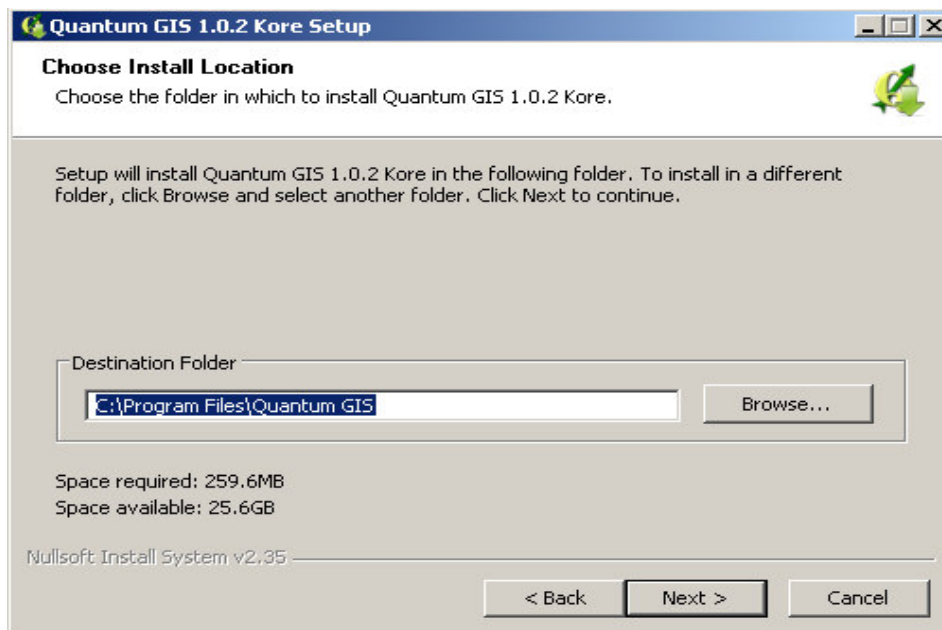 Quantum GIS 1.0.2 Kore Setup
Choose Install Location
Choose the folder in which to install Quantum GIS 1.0.2 Kore.
Setup will install Quantum GIS 1.0.2 Kore in the following folder. To install in a different
folder, click Browse and select another folder. Click Next to continue.
Destination Folder
C:\Program Files\Quantum GIS
Browse...
Space required: 259.6MB
Space available: 25.6GB
Nullsoft Install System v2.35
< Back
Next >
Cancel